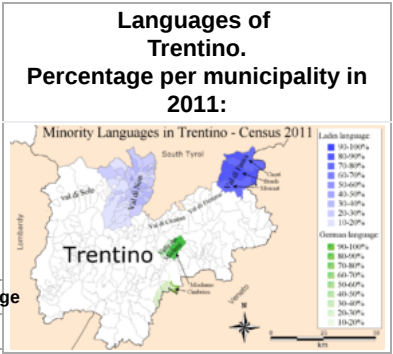 Languages of
Trentino.
Percentage per municipality in
2011:
Minority Languages in Trentino - Census 2011
Ladin language:
90-100%
80-90%
70-80%
60-70%
50-60%
40-50%
30-40%
20-30%
10-20%
German language:
90-100%
80-90%
70-80%
60-70%
50-60%
40-50%
30-40%
20-30%
10-20%
South Tyrol
Val di Sole
Val di Non
Lombardy
Trentino
Veneto
N
km
ge